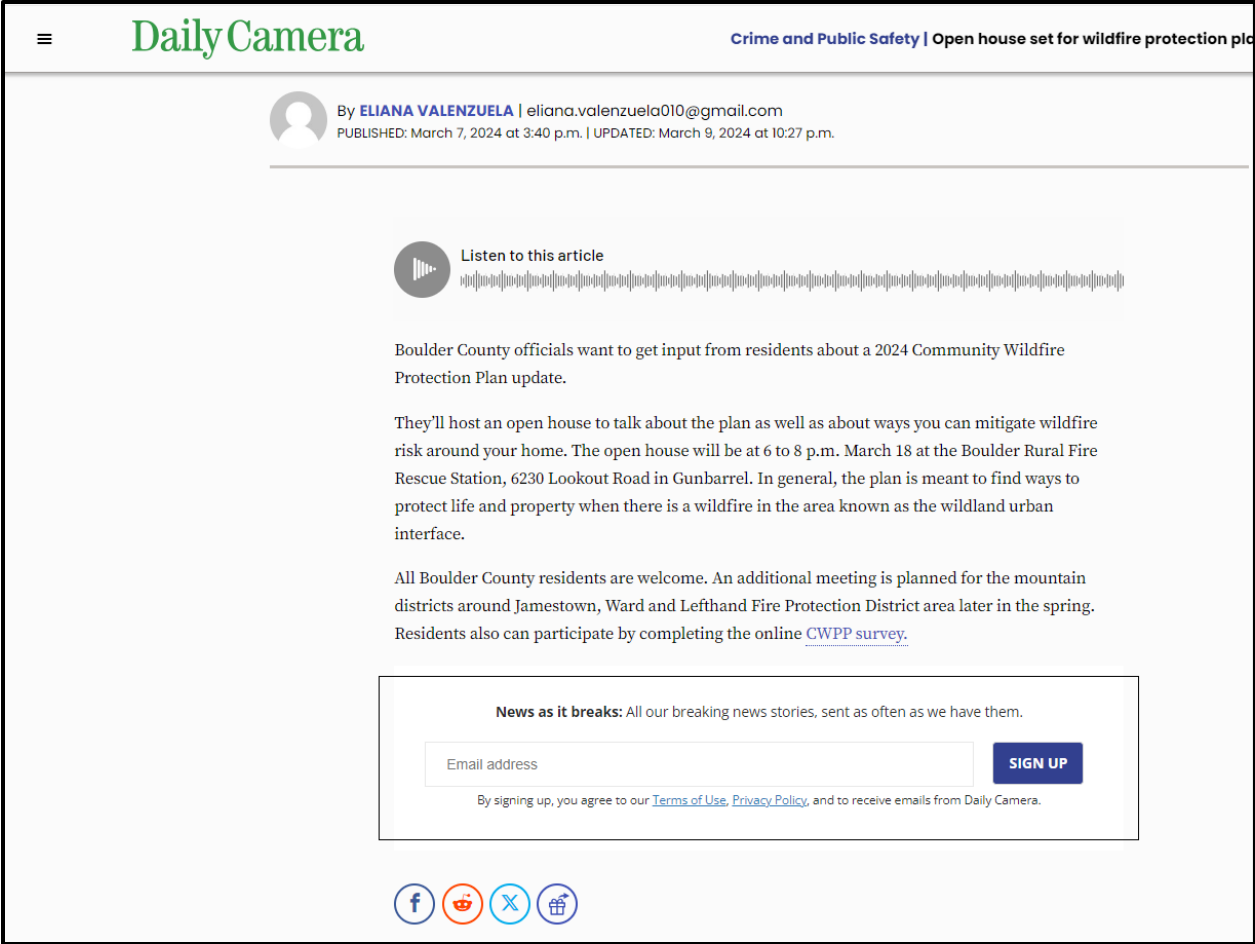 Daily Camera
Crime and Public Safety | Open house set for wildfire protection
By ELIANA VALENZUELA | eliana.valenzuela010@gmail.com
PUBLISHED: March 7, 2024 at 3:40 p.m. | UPDATED: March 9, 2024 at 10:27 p.m.
Listen to this article
Boulder County officials want to get input from residents about a 2024 Community Wildfire
Protection Plan update.
They’ll host an open house to talk about the plan as well as about ways you can mitigate wildfire
risk around your home. The open house will be at 6 to 8 p.m. March 18 at the Boulder Rural Fire
Rescue Station, 6230 Lookout Road in Gunbarrel. In general, the plan is meant to find ways to
protect life and property when there is a wildfire in the area known as the wildland urban
interface.
All Boulder County residents are welcome. An additional meeting is planned for the mountain
districts around Jamestown, Ward and Lefthand Fire Protection District area later in the spring.
Residents also can participate by completing the online CWPP survey.
News as it breaks: All our breaking news stories, sent as often as we have them.
Email address
SIGN UP
By signing up, you agree to our Terms of Use, Privacy Policy, and to receive emails from Daily Camera.